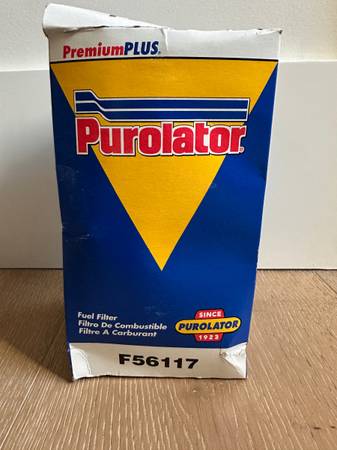 PremiumPLUS®
Purolator®
Fuel Filter
Filtro De Combustible
Filtre A Carburant
SINCE
PUROLATOR
1923
F56117